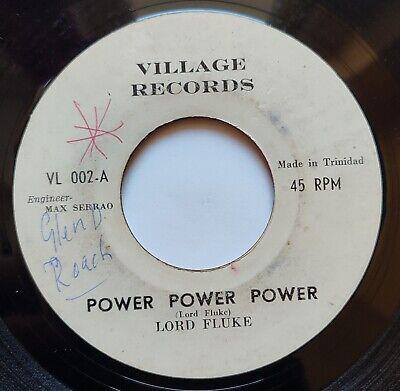 VILLAGE
RECORDS
VL 002-A
Engineer-
MAX SERRAO
Made in Trinidad
45 RPM
Glen D.
Roach
POWER POWER POWER
(Lord Fluke)
LORD FLUKE